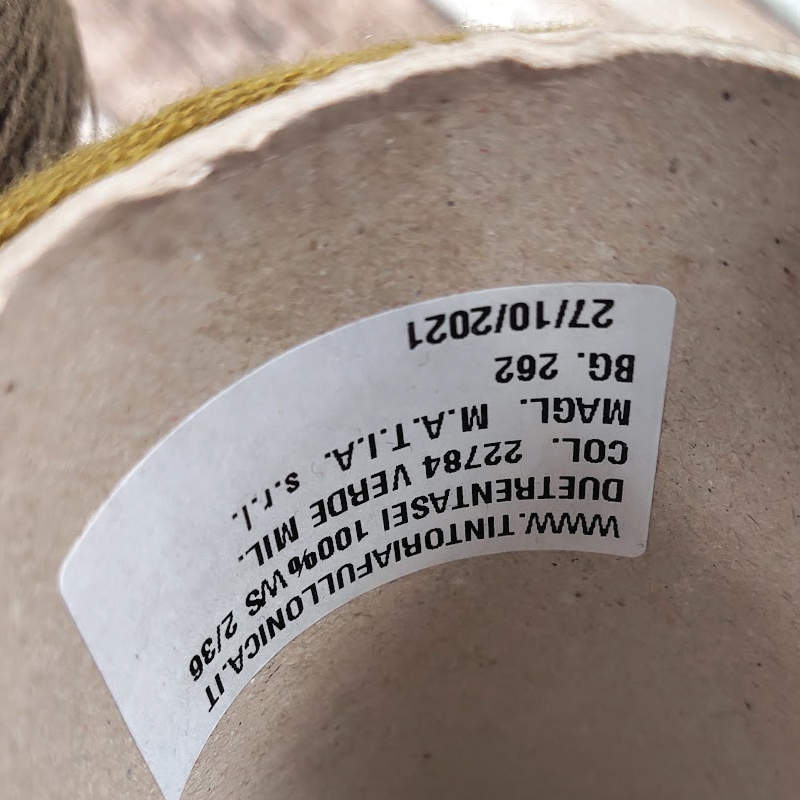 WWW.TINTORIAFULLONICA.IT
DUETRENTASEI 100%WS 2/36
COL. 22784 VERDE MIL.
MAGL. M.A.T.I.A. s.r.l.
BG. 262
27/10/2021